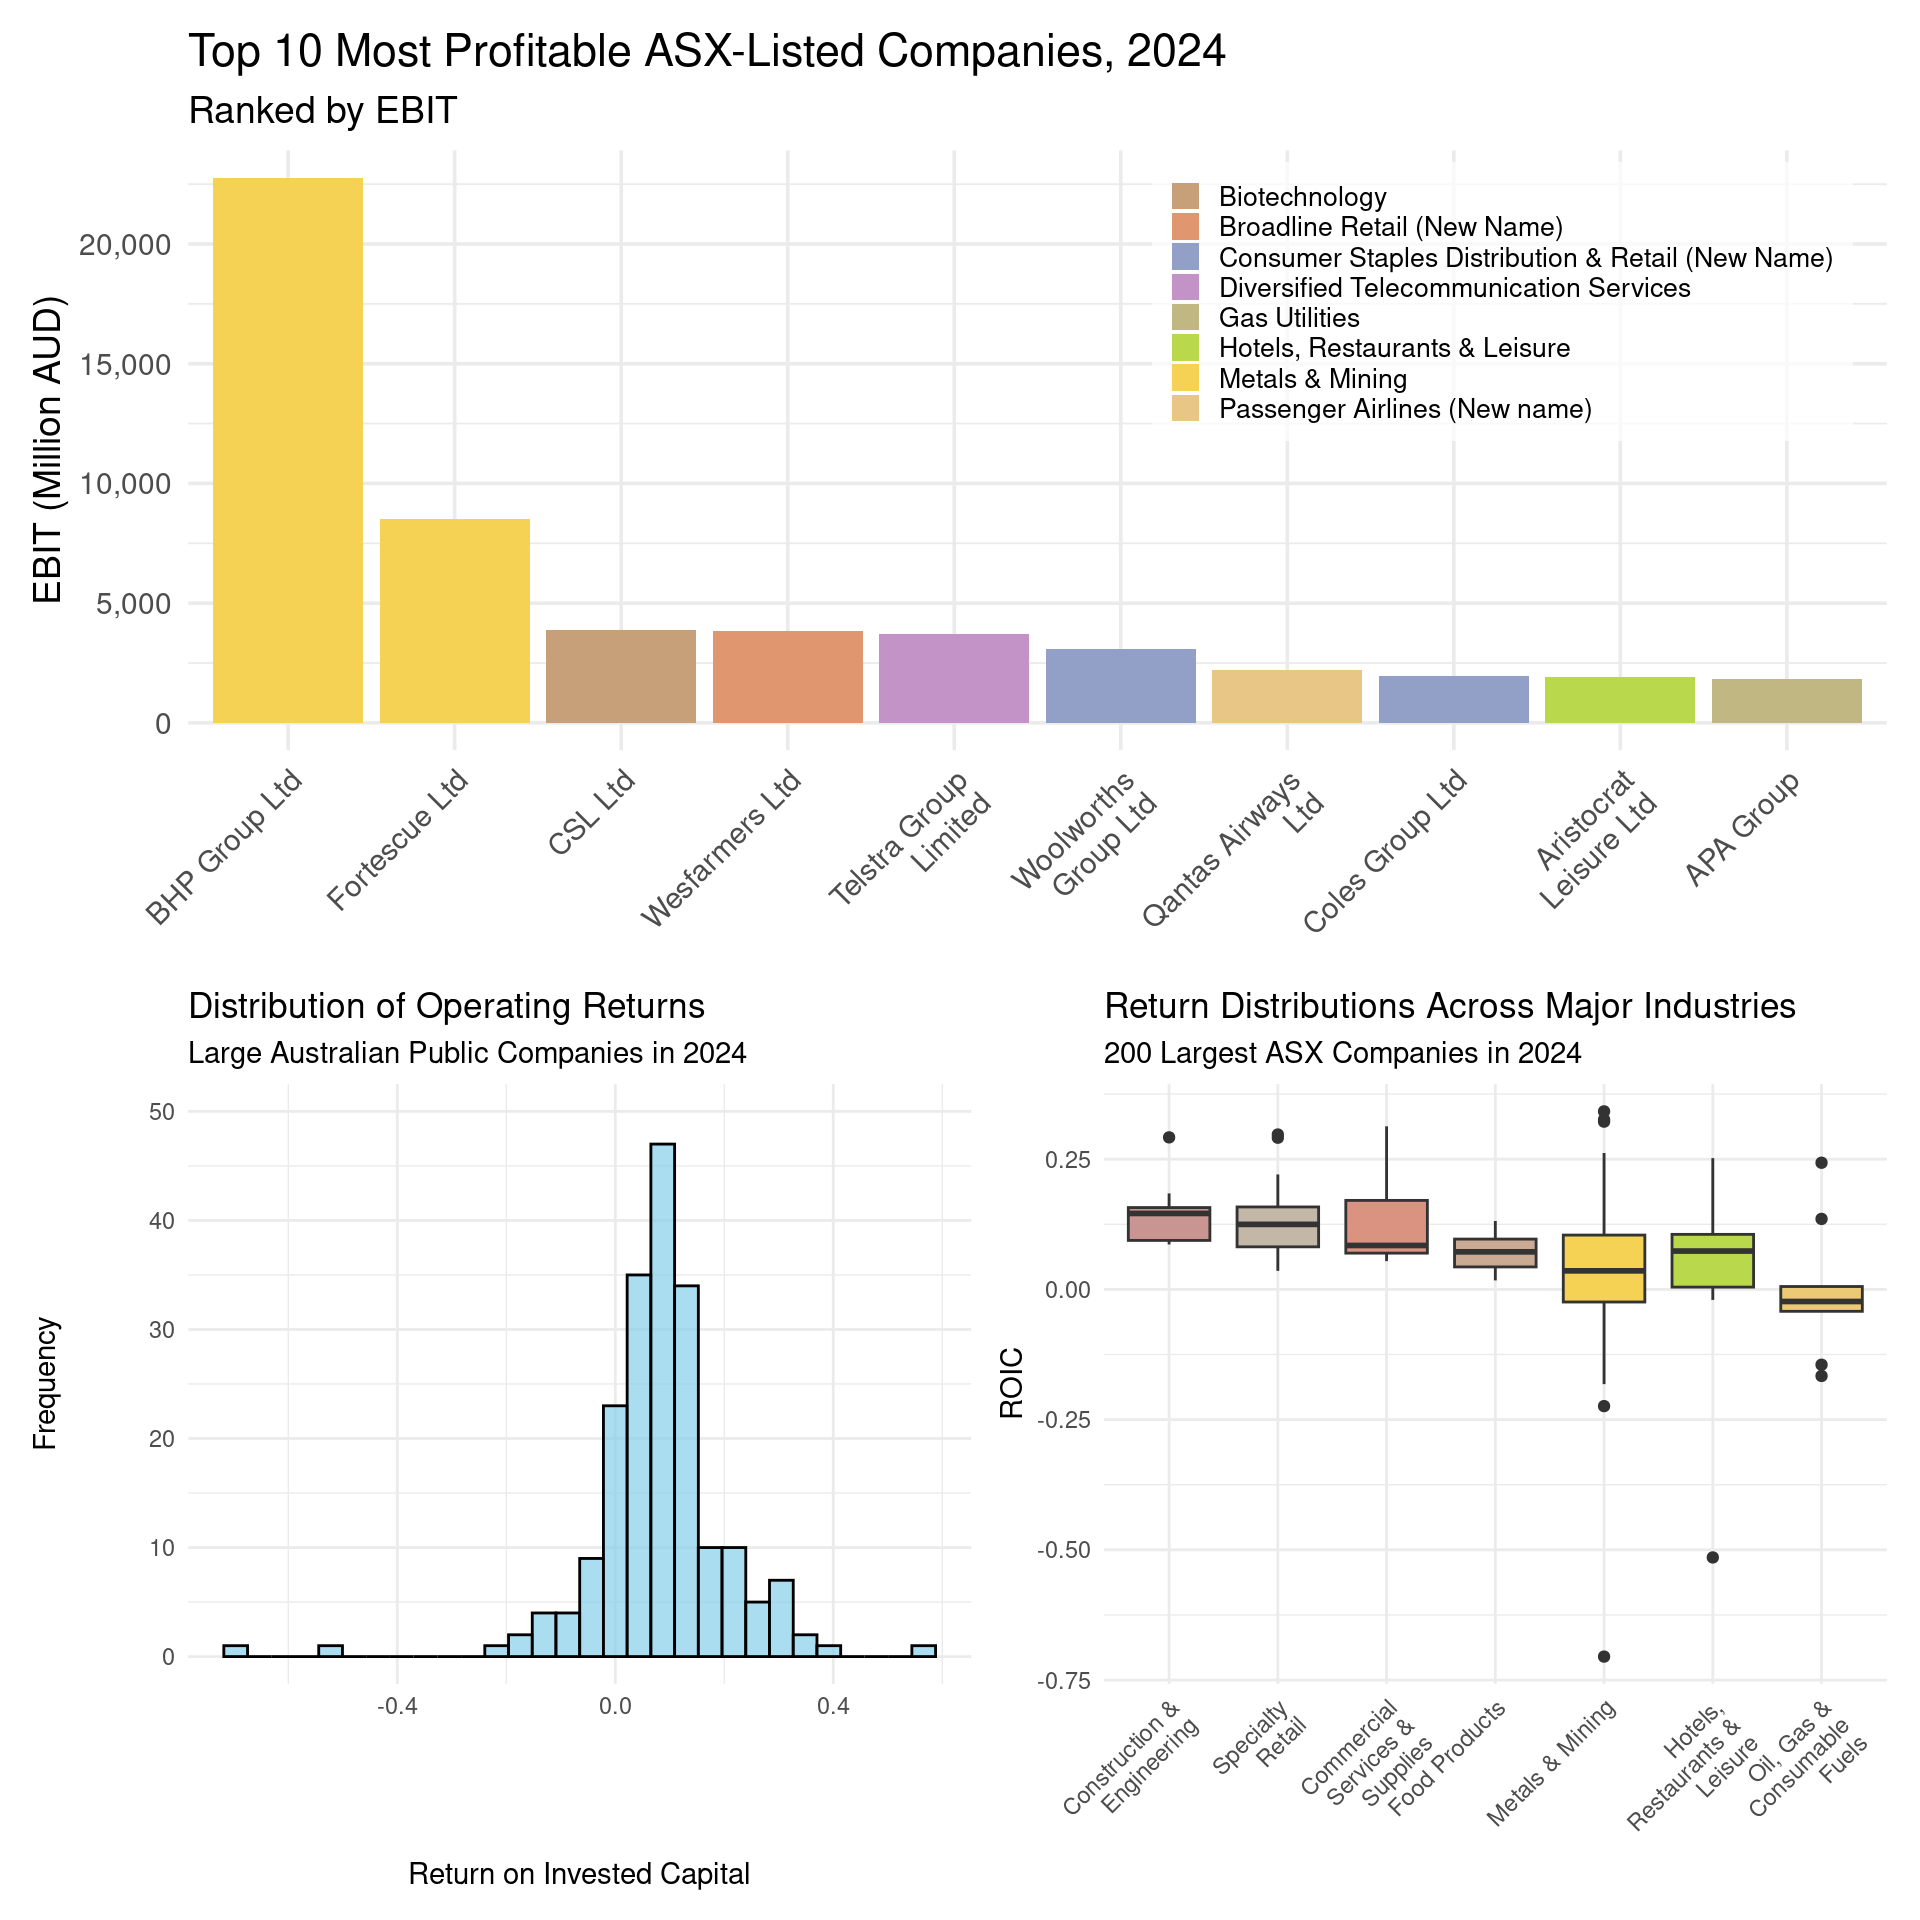 Top 10 Most Profitable ASX-Listed Companies, 2024
Ranked by EBIT
EBIT (Million AUD)
20,000
15,000
10,000
5,000
0
Biotechnology
Broadline Retail (New Name)
Consumer Staples Distribution & Retail (New Name)
Diversified Telecommunication Services
Gas Utilities
Hotels, Restaurants & Leisure
Metals & Mining
Passenger Airlines (New name)
BHP Group Ltd
Fortescue Ltd
CSL Ltd
Wesfarmers Ltd
Telstra Group
Limited
Woolworths
Group Ltd
Qantas Airways
Ltd
Coles Group Ltd
Aristocrat
Leisure Ltd
APA Group
Distribution of Operating Returns
Large Australian Public Companies in 2024
Frequency
50
40
30
20
10
0
-0.4
0.0
0.4
Return on Invested Capital
Return Distributions Across Major Industries
200 Largest ASX Companies in 2024
ROIC
0.25
0.00
-0.25
-0.50
-0.75
Construction &
Engineering
Specialty
Retail
Commercial
Services &
Supplies
Food Products
Metals & Mining
Hotels,
Restaurants &
Leisure
Oil, Gas &
Consumable
Fuels